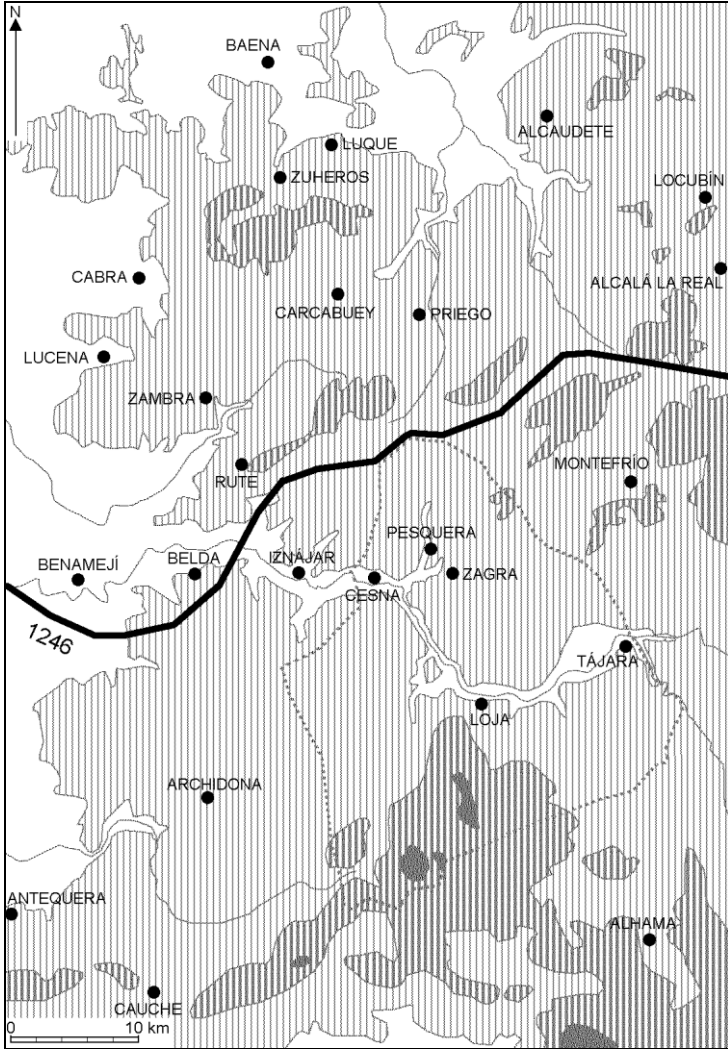 N
BAENA
ALCAUDETE
LUQUE
ZUHEROS
LOCUBÍN
CABRA
ALCALÁ LA REAL
CARCABUEY
PRIEGO
LUCENA
ZAMBRA
RUTE
MONTEFRÍO
PESQUERA
BENAMEJÍ
BELDA
IZNÁJAR
ZAGRA
CESNA
1246
TÁJARA
LOJA
ARCHIDONA
ANTEQUERA
ALHAMA
CAUCHE
0 10 km